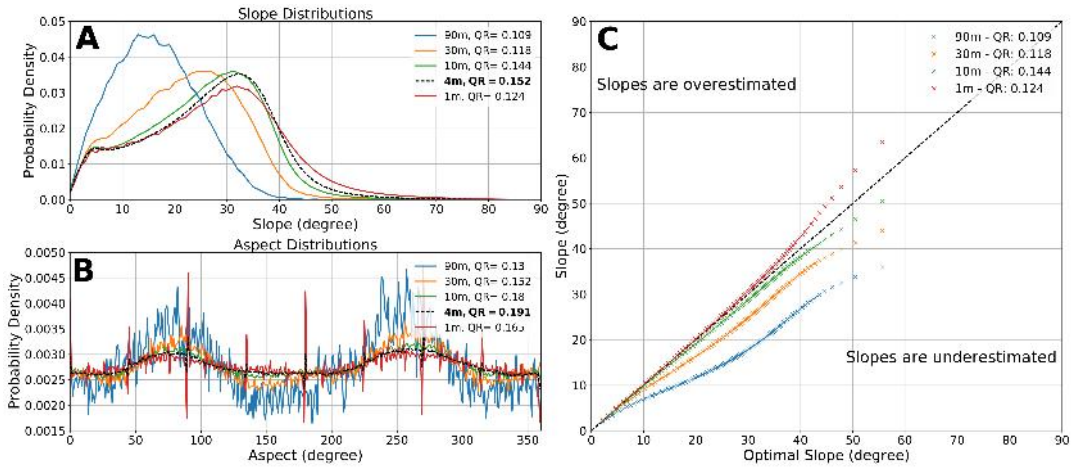 Slope Distributions
A
0.05
0.04
0.03
0.02
0.01
0.00
Probability Density
90m, QR= 0.109
30m, QR= 0.118
10m, QR= 0.144
4m, QR= 0.152
1m, QR= 0.124
0 10 20 30 40 50 60 70 80 90
Slope (degree)
Aspect Distributions
B
0.0050
0.0045
0.0040
0.0035
0.0030
0.0025
0.0020
0.0015
Probability Density
90m, QR= 0.13
30m, QR= 0.152
10m, QR= 0.18
4m, QR= 0.191
1m, QR= 0.165
0 50 100 150 200 250 300 350
Aspect (degree)
C
90
80
70
60
50
40
30
20
10
0
Slope (degree)
90m - QR: 0.109
30m - QR: 0.118
10m - QR: 0.144
1m - QR: 0.124
Slopes are overestimated
Slopes are underestimated
0 10 20 30 40 50 60 70 80 90
Optimal Slope (degree)